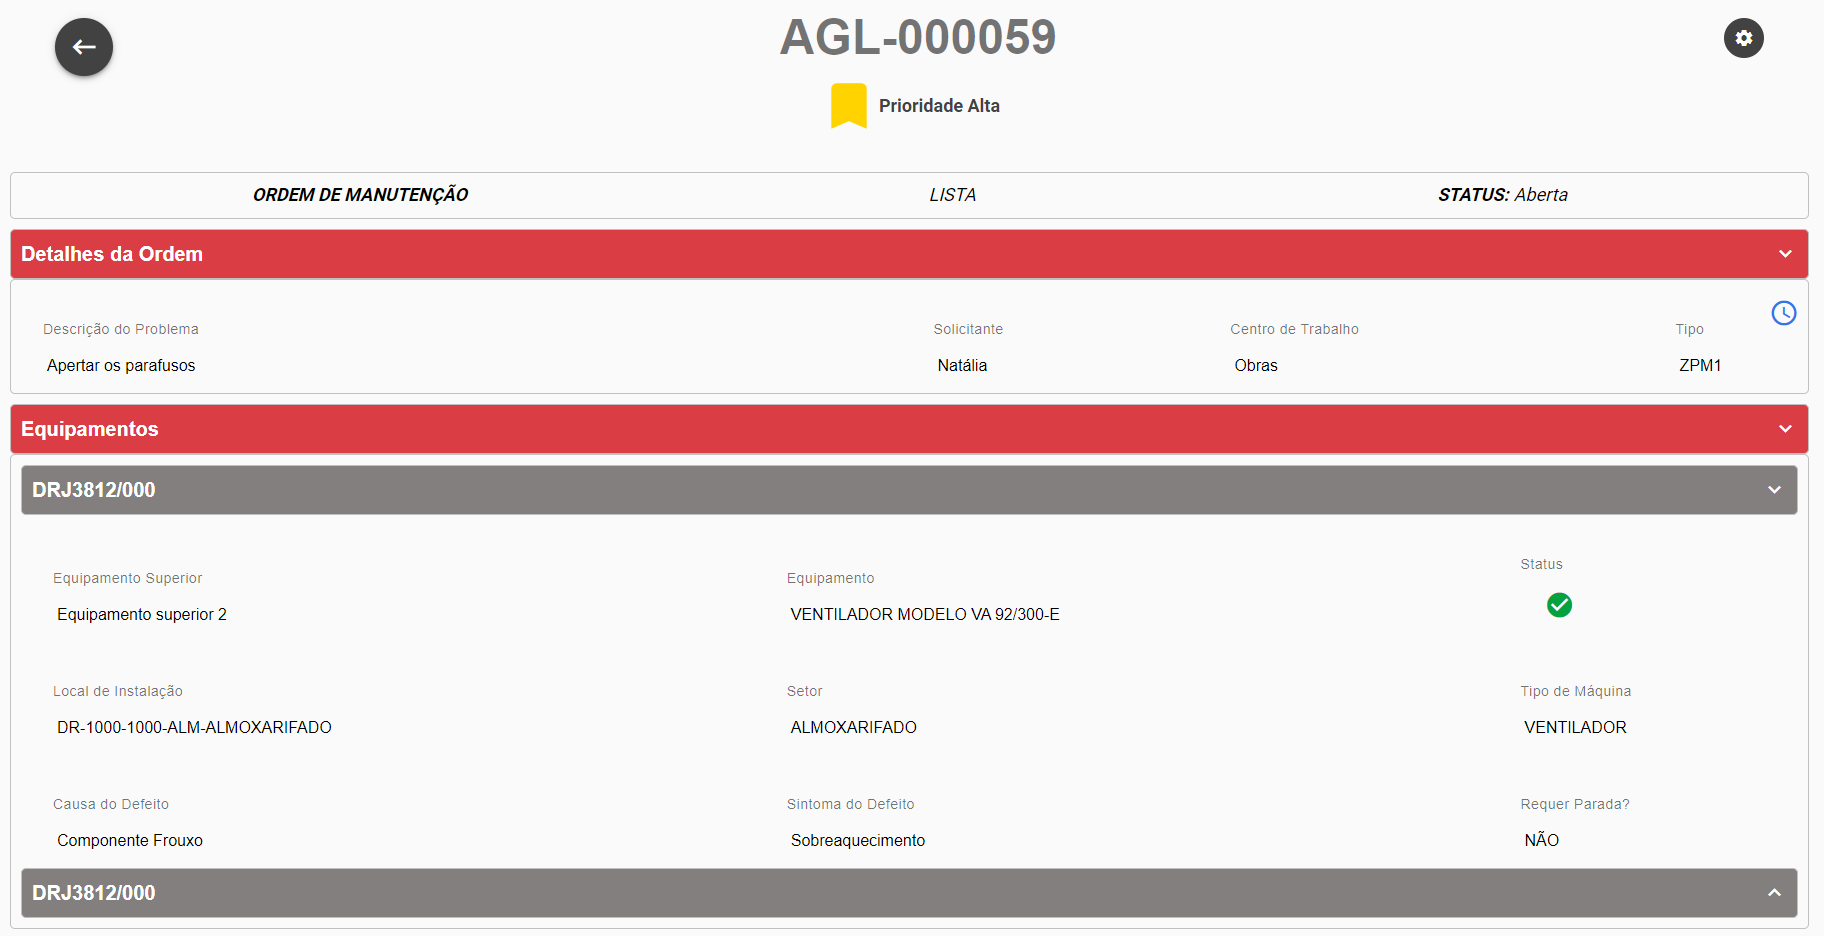 AGL-000059
Prioridade Alta
ORDEM DE MANUTENÇÃO LISTA STATUS: Aberta
Detalhes da Ordem
Descrição do Problema Solicitante Centro de Trabalho Tipo
Apertar os parafusos Natália Obras ZPM1
Equipamentos
DRJ3812/000
Status
Equipamento Superior Equipamento
Equipamento superior 2 VENTILADOR MODELO VA 92/300-E
Local de Instalação Setor Tipo de Máquina
DR-1000-1000-ALM-ALMOXARIFADO ALMOXARIFADO VENTILADOR
Causa do Defeito Sintoma do Defeito Requer Parada?
Componente Frouxo Sobreaquecimento NÃO
DRJ3812/000